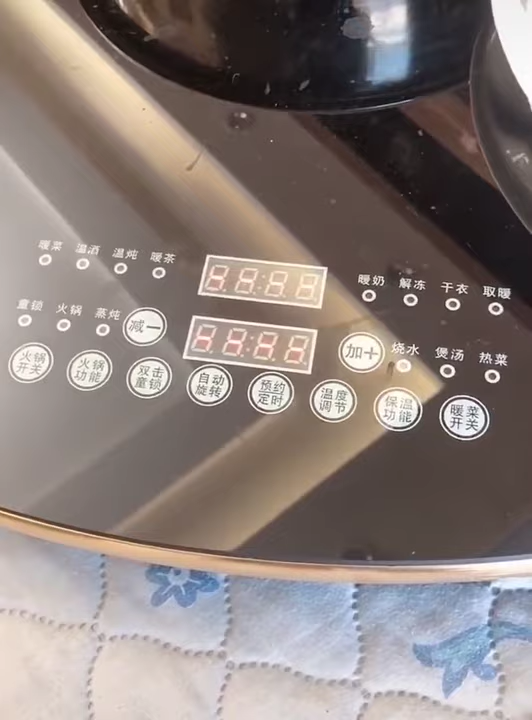 暖菜 温酒 温炖 暖茶
暖奶 解冻 干衣 取暖
童锁 火锅 蒸炖 减一
加+ 烧水 煲汤 热菜
火锅
开关
火锅
功能
双击
童锁
自动
旋转
预约
定时
温度
调节
保温
功能
暖菜
开关